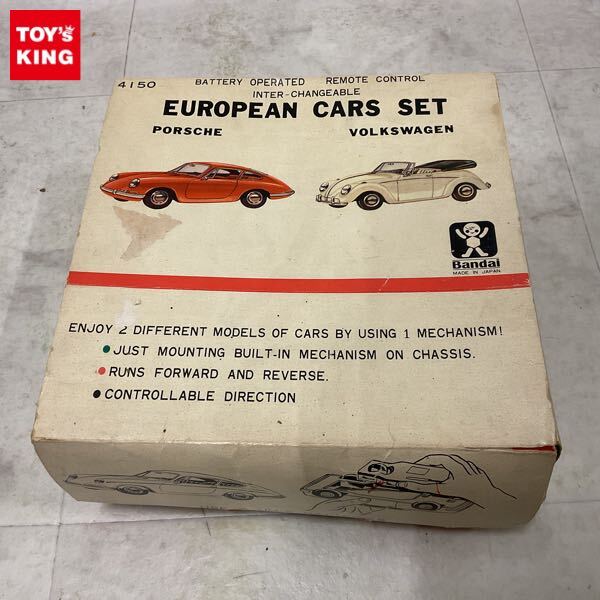 TOY'S
KING
4150
BATTERY OPERATED REMOTE CONTROL
INTER-CHANGEABLE
EUROPEAN CARS SET
PORSCHE VOLKSWAGEN
Bandai
MADE IN JAPAN
ENJOY 2 DIFFERENT MODELS OF CARS BY USING 1 MECHANISM!
•JUST MOUNTING BUILT-IN MECHANISM ON CHASSIS.
•RUNS FORWARD AND REVERSE.
•CONTROLLABLE DIRECTION